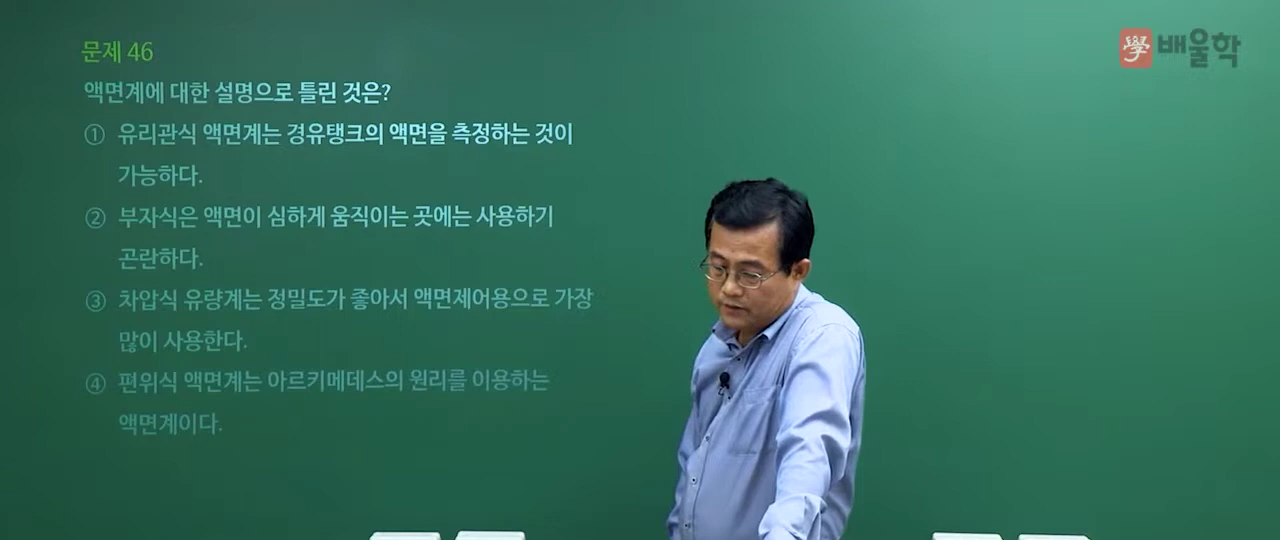 문제 46
學 배울학
액면계에 대한 설명으로 틀린 것은?
① 유리관식 액면계는 경유탱크의 액면을 측정하는 것이
가능하다.
② 부자식은 액면이 심하게 움직이는 곳에는 사용하기
곤란하다.
③ 차압식 유량계는 정밀도가 좋아서 액면제어용으로 가장
많이 사용한다.
④ 편위식 액면계는 아르키메데스의 원리를 이용하는
액면계이다.